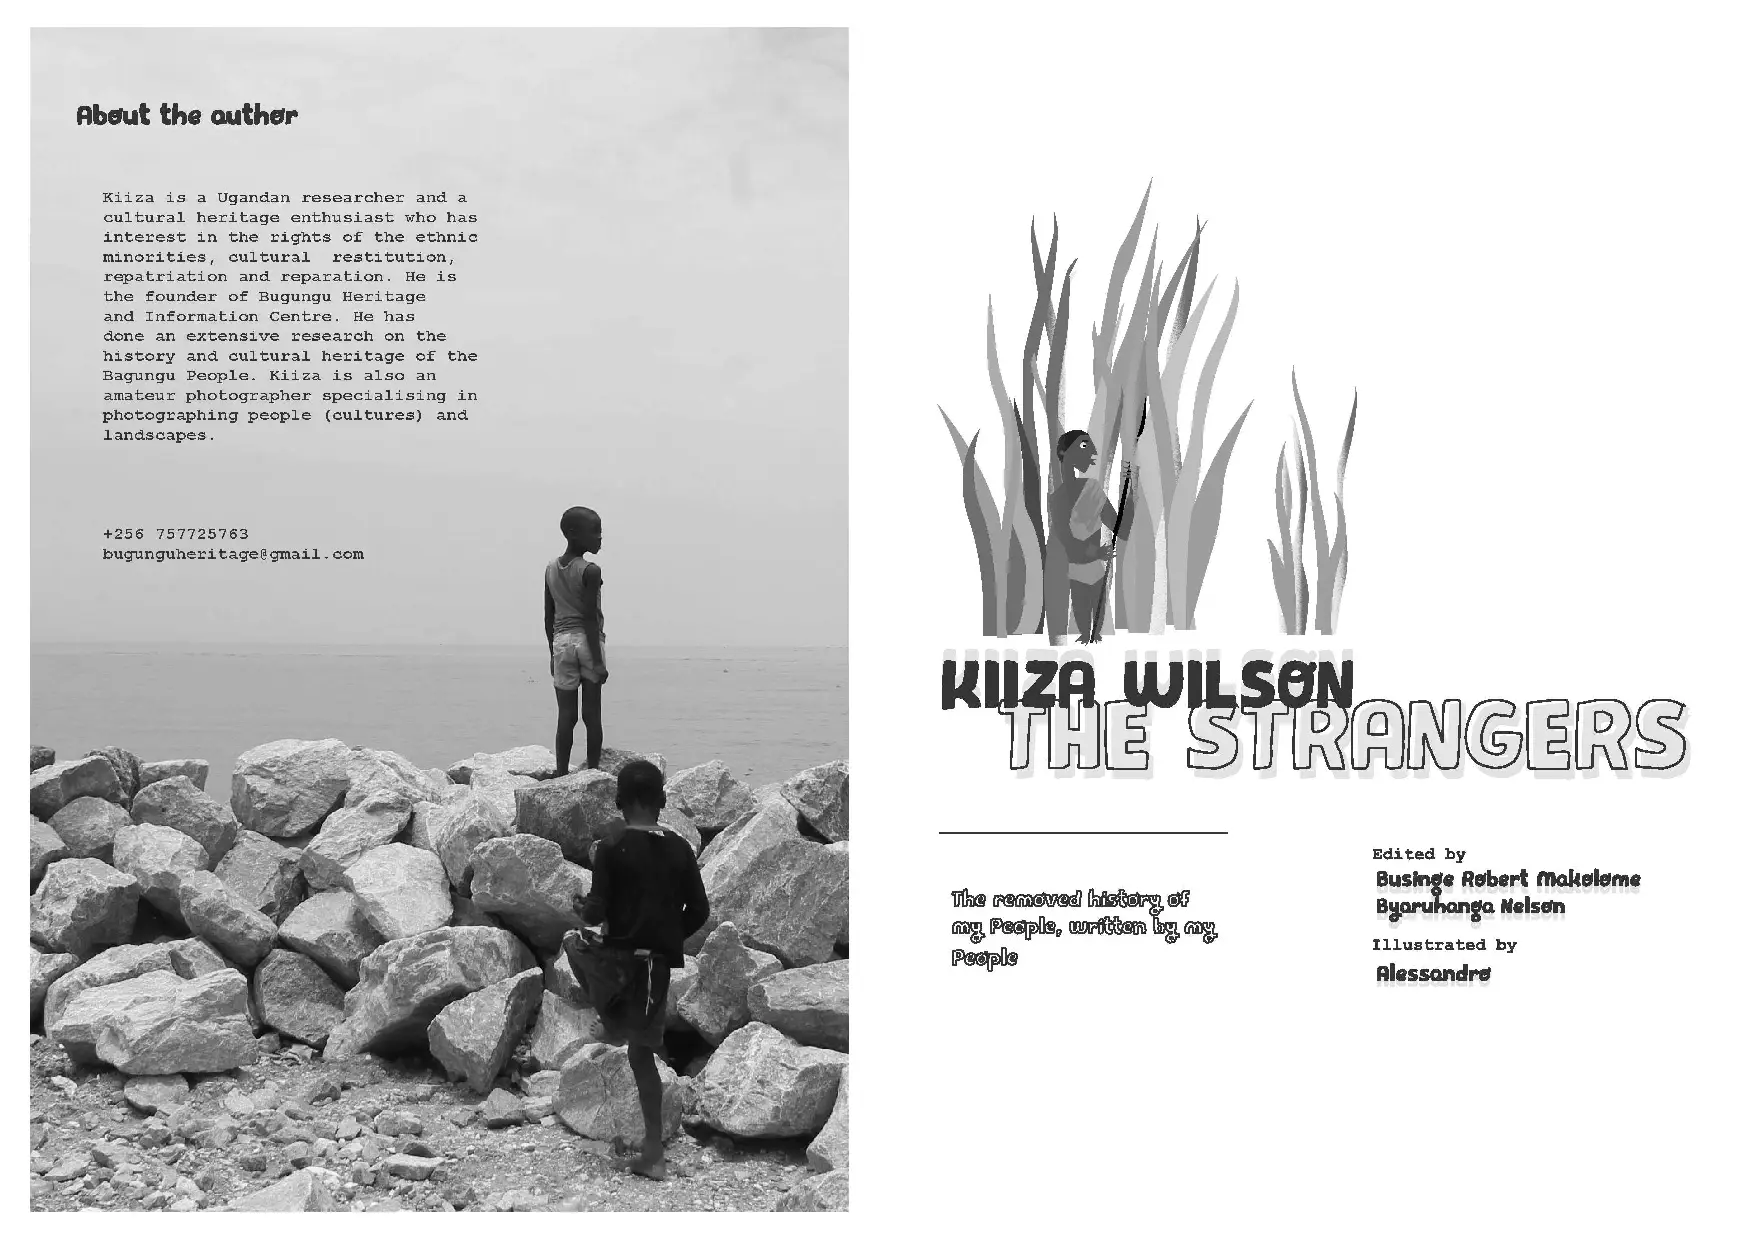 About the author
Kiiza is a Ugandan researcher and a
cultural heritage enthusiast who has
interest in the rights of the ethnic
minorities, cultural  restitution,
repatriation and reparation. He is
the founder of Bugungu Heritage
and Information Centre. He has
done an extensive research on the
history and cultural heritage of the
Bagungu People. Kiiza is also an
amateur photographer specialising in
photographing people (cultures) and
landscapes.
+256 757725763
bugunguheritage@gmail.com
KIIZA WILSON
THE STRANGERS
The removed history of
my People, written by my
People
Edited by
Businge Robert Makolome
Byaruhanga Nelson
Illustrated by
Alessandro